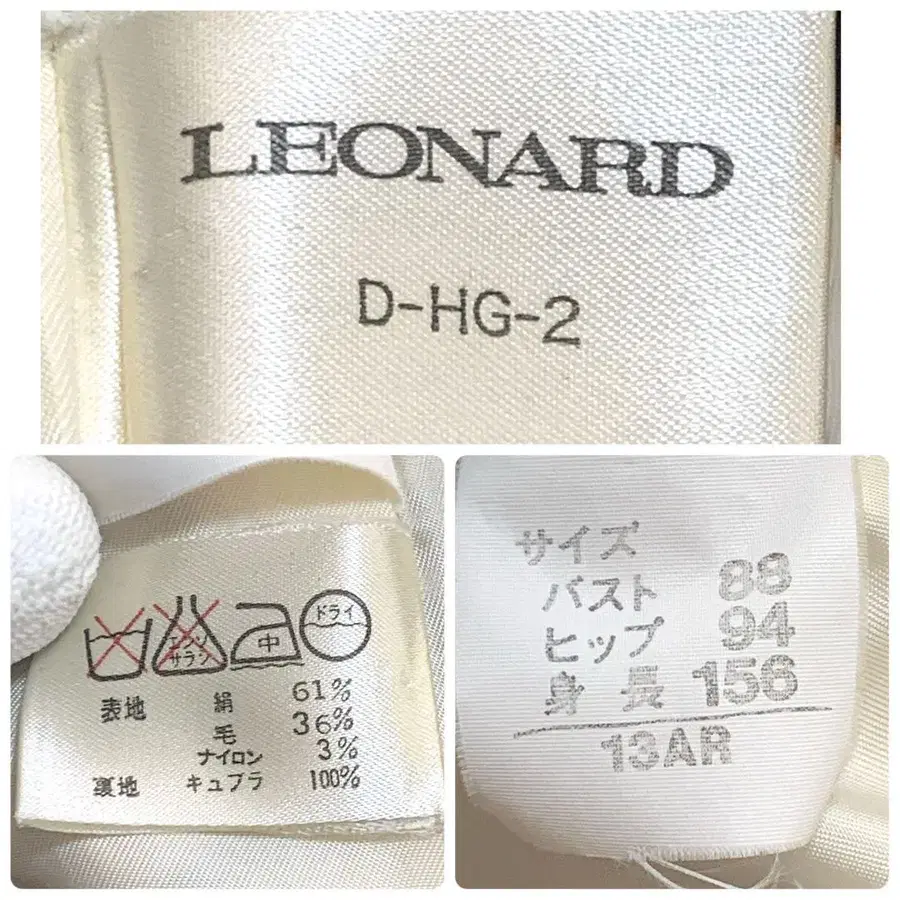 LEONARD
D-HG-2
エンソ
サラシ
中
ドライ
表地 絹 61%
毛 36%
ナイロン 3%
裏地 キュプラ 100%
サイズ
バスト 88
ヒップ 94
身長 156
13AR